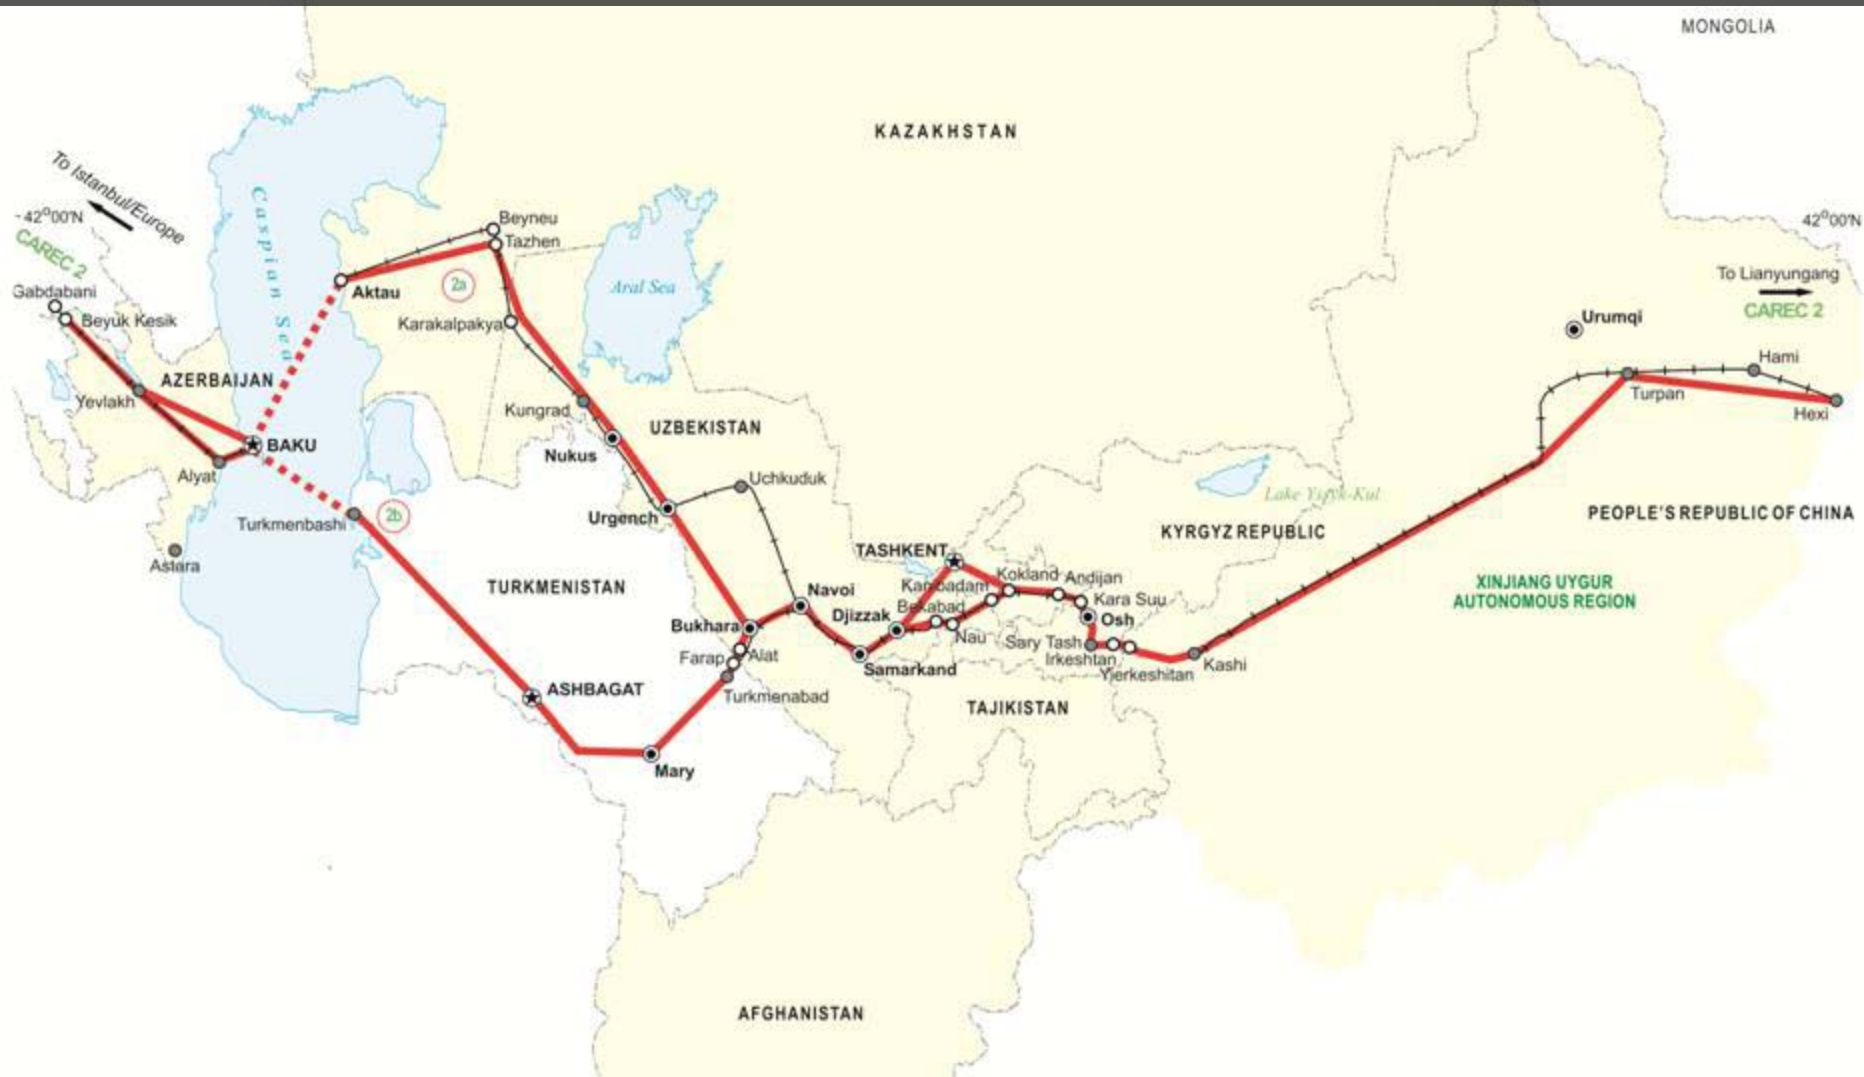 MONGOLIA
KAZAKHSTAN
To Istanbul/Europe
42°00'N
CAREC 2
Gabdabani
Beyuk Kesik
Caspian Sea
AZERBAIJAN
Yevlakh
BAKU
Alyat
Astara
Aktau
Beyneu
Tazhen
2a
Karakalpakya
Aral Sea
Kungrad
Nukus
UZBEKISTAN
Urgench
Uchkuduk
Turkmenbashi
2b
TURKMENISTAN
ASHBAGAT
Mary
Bukhara
Navoi
Farap
Alat
Turkmenabad
Samarkand
Djizzak
TASHKENT
Bekabad
Nau
Kanibadam
Kokland
Andijan
Kara Suu
Osh
Sary Tash
Irkeshtan
Yierkeshitan
Kashi
TAJIKISTAN
AFGHANISTAN
KYRGYZ REPUBLIC
Lake Ysyk-Kul
42°00'N
To Lianyungang
CAREC 2
Urumqi
Turpan
Hami
Hexi
PEOPLE'S REPUBLIC OF CHINA
XINJIANG UYGUR
AUTONOMOUS REGION